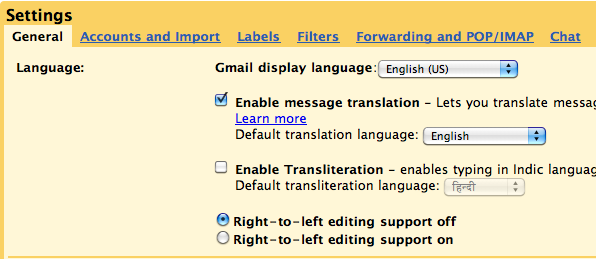 Settings
General Accounts and Import Labels Filters Forwarding and POP/IMAP Chat
Language: Gmail display language: English (US)
Enable message translation – Lets you translate messag
Learn more
Default translation language: English
Enable Transliteration – enables typing in Indic languag
Default transliteration language: हिन्दी
Right-to-left editing support off
Right-to-left editing support on